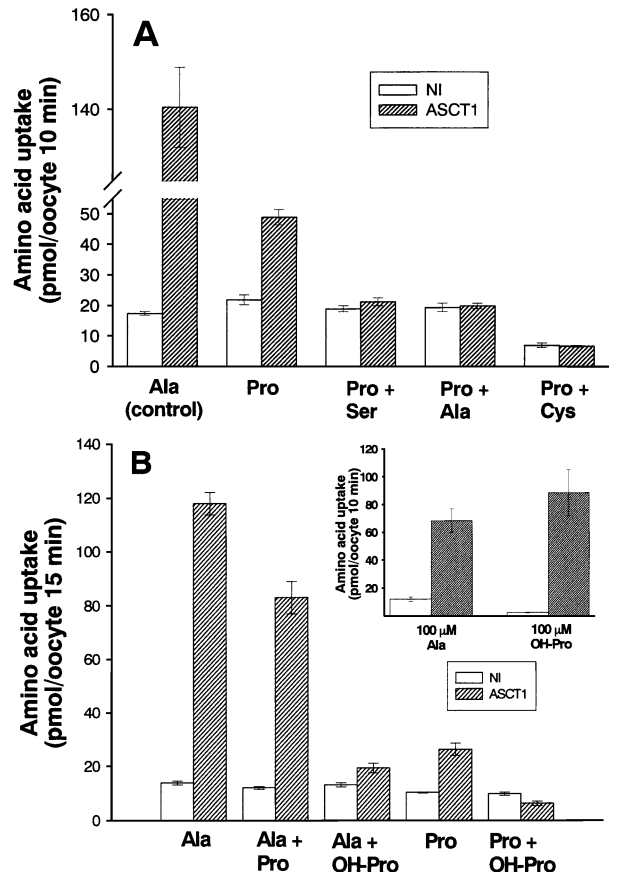 A
NI
ASCT1
Amino acid uptake
(pmol/oocyte 10 min)
160
140
50
40
30
20
10
0
Ala
(control)
Pro
Pro +
Ser
Pro +
Ala
Pro +
Cys
B
Amino acid uptake
(pmol/oocyte 15 min)
140
120
100
80
60
40
20
0
Amino acid uptake
(pmol/oocyte 10 min)
120
100
80
60
40
20
100 µM
Ala
100 µM
OH-Pro
NI
ASCT1
Ala
Ala +
Pro
Ala +
OH-Pro
Pro
Pro +
OH-Pro